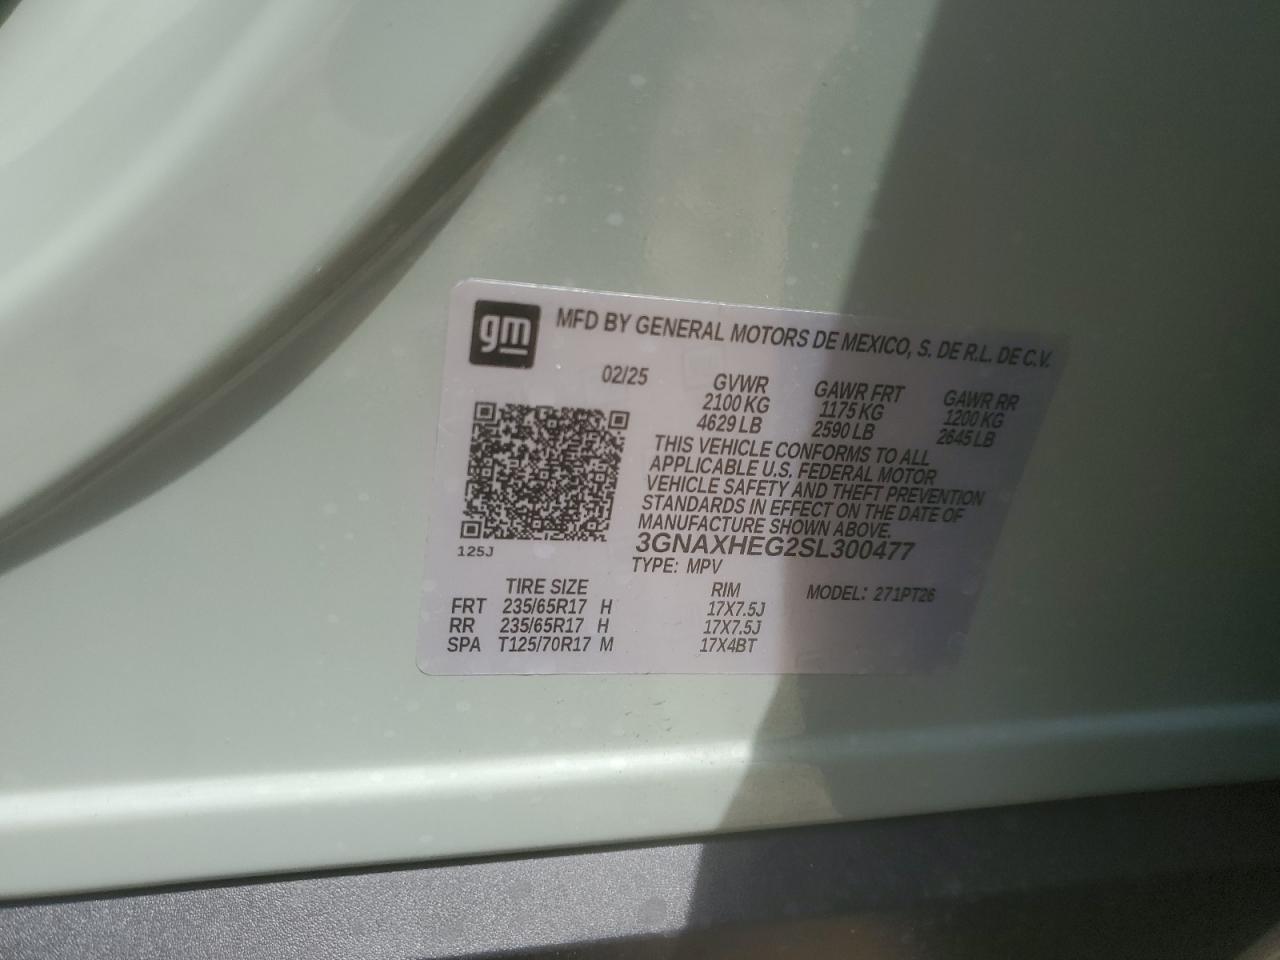 gm
MFD BY GENERAL MOTORS DE MEXICO, S. DE R.L. DE C.V.
02/25
GVWR GAWR FRT GAWR RR
2100 KG 1175 KG 1200 KG
4629 LB 2590 LB 2645 LB
THIS VEHICLE CONFORMS TO ALL
APPLICABLE U.S. FEDERAL MOTOR
VEHICLE SAFETY AND THEFT PREVENTION
STANDARDS IN EFFECT ON THE DATE OF
MANUFACTURE SHOWN ABOVE.
3GNAXHEG2SL300477
125J
TYPE: MPV
MODEL: 271PT26
TIRE SIZE RIM
FRT 235/65R17 H 17X7.5J
RR 235/65R17 H 17X7.5J
SPA T125/70R17 M 17X4BT